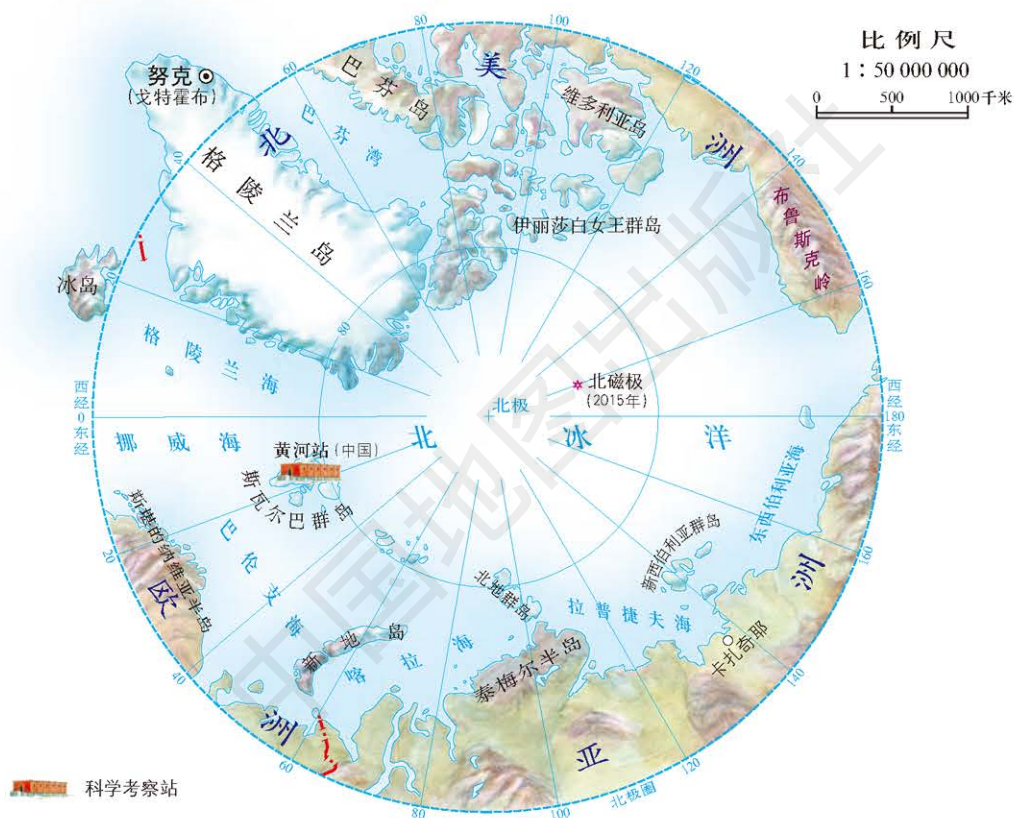 比例尺
1∶50 000 000
0 500 1000千米
80
100
60
120
40
140
20
160
美
北
洲
努克
(戈特霍布)
巴芬岛
巴芬湾
维多利亚岛
格陵兰岛
伊丽莎白女王群岛
布鲁斯克岭
冰岛
80
格陵兰海
北磁极
(2015年)
北极
西经
0
东经
西经
180
东经
挪威海
北冰洋
黄河站(中国)
斯瓦尔巴群岛
东西伯利亚海
斯堪的纳维亚半岛
巴伦支海
新西伯利亚群岛
北地群岛
拉普捷夫海
欧洲
新地岛
喀拉海
泰梅尔半岛
卡扎奇耶
亚洲
20
40
60
80
100
120
140
160
北极圈
科学考察站
中国地图出版社